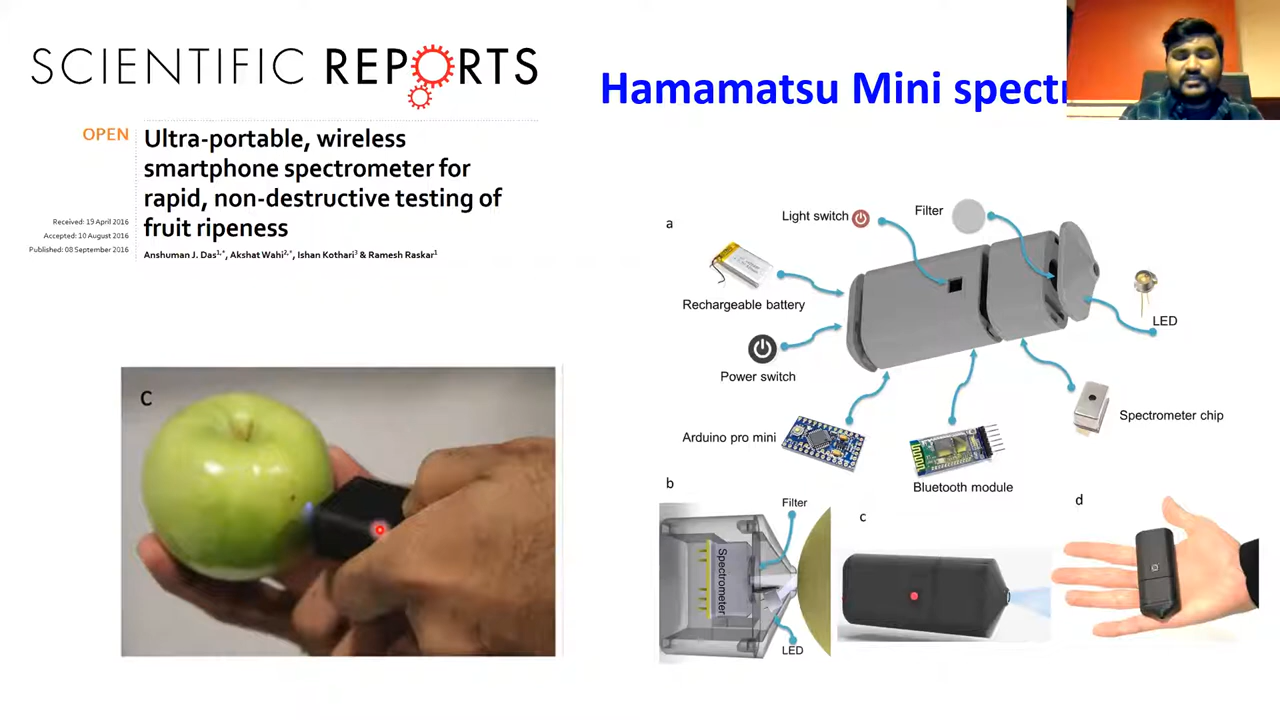 SCIENTIFIC REPORTS
OPEN
Ultra-portable, wireless
smartphone spectrometer for
rapid, non-destructive testing of
fruit ripeness
Received: 19 April 2016
Accepted: 10 August 2016
Published: 08 September 2016
Anshuman J. Das1,*, Akshat Wahi2,*, Ishan Kothari3 & Ramesh Raskar1
Hamamatsu Mini
a
Light switch
Filter
Rechargeable battery
LED
Power switch
Spectrometer chip
Arduino pro mini
Bluetooth module
b
Filter
Spectrometer
LED
c
d
C